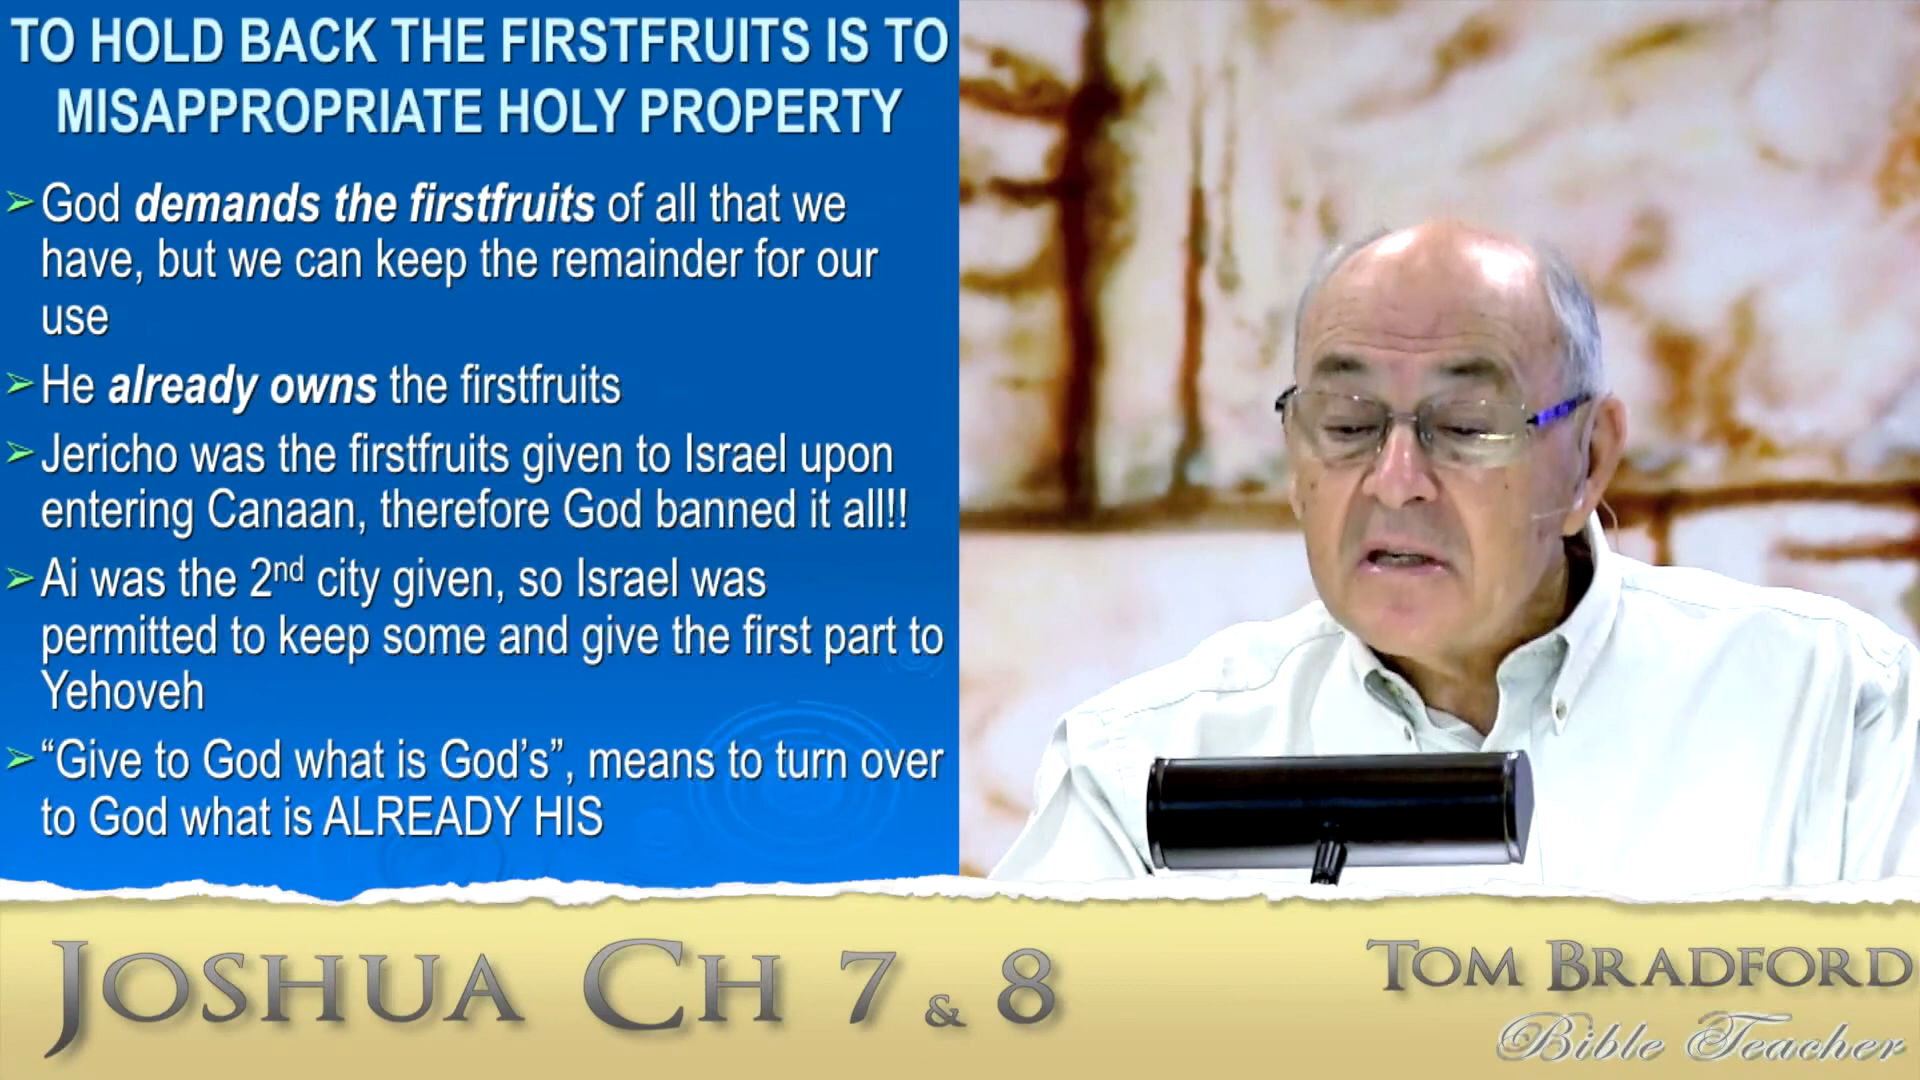 TO HOLD BACK THE FIRSTFRUITS IS TO
MISAPPROPRIATE HOLY PROPERTY
➢God demands the firstfruits of all that we
have, but we can keep the remainder for our
use
➢He already owns the firstfruits
➢Jericho was the firstfruits given to Israel upon
entering Canaan, therefore God banned it all!!
➢Ai was the 2nd city given, so Israel was
permitted to keep some and give the first part to
Yehoveh
➢“Give to God what is God’s”, means to turn over
to God what is ALREADY HIS
JOSHUA CH 7 & 8
TOM BRADFORD
Bible Teacher